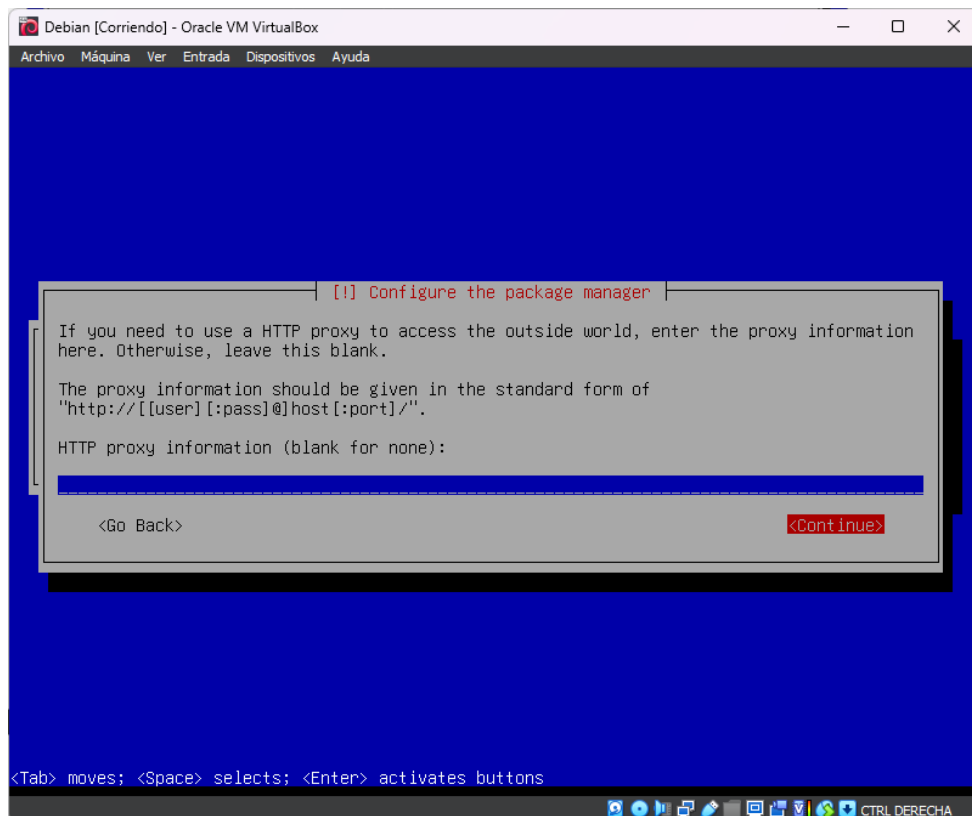 Debian [Corriendo] - Oracle VM VirtualBox
Archivo Máquina Ver Entrada Dispositivos Ayuda
[!] Configure the package manager
If you need to use a HTTP proxy to access the outside world, enter the proxy information
here. Otherwise, leave this blank.
The proxy information should be given in the standard form of
"http://[[user][:pass]@]host[:port]/".
HTTP proxy information (blank for none):
<Go Back> <Continue>
<Tab> moves; <Space> selects; <Enter> activates buttons
CTRL DERECHA